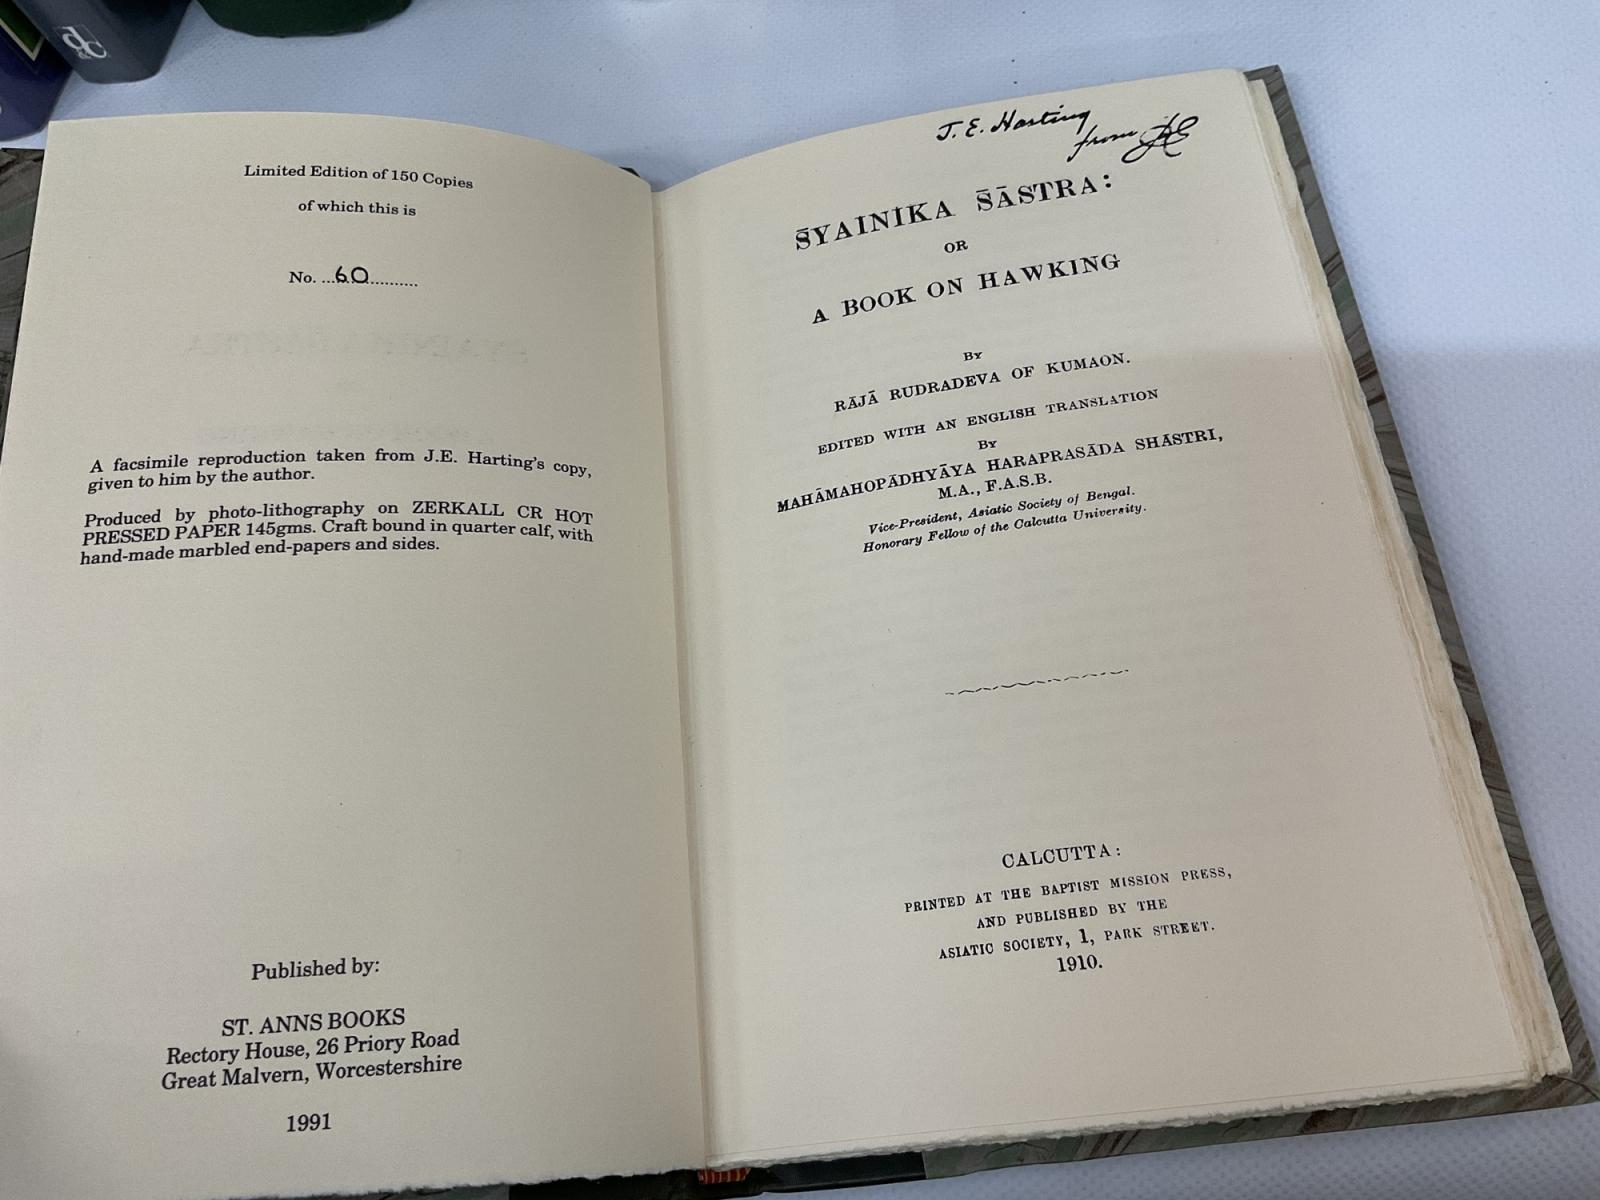 Limited Edition of 150 Copies
of which this is
No. ...60..........
A facsimile reproduction taken from J.E. Harting's copy,
given to him by the author.
Produced by photo-lithography on ZERKALL CR HOT
PRESSED PAPER 145gms. Craft bound in quarter calf, with
hand-made marbled end-papers and sides.
Published by:
ST. ANNS BOOKS
Rectory House, 26 Priory Road
Great Malvern, Worcestershire
1991
J. E. Harting
from
S̄YAINIKA S̄ĀSTRA:
OR
A BOOK ON HAWKING
By
RĀJĀ RUDRADEVA OF KUMAON.
EDITED WITH AN ENGLISH TRANSLATION
By
MAHĀMAHOPĀDHYĀYA HARAPRASĀDA SHĀSTRI,
M.A., F.A.S.B.
Vice-President, Asiatic Society of Bengal.
Honorary Fellow of the Calcutta University.
CALCUTTA:
PRINTED AT THE BAPTIST MISSION PRESS,
AND PUBLISHED BY THE
ASIATIC SOCIETY, 1, PARK STREET.
1910.